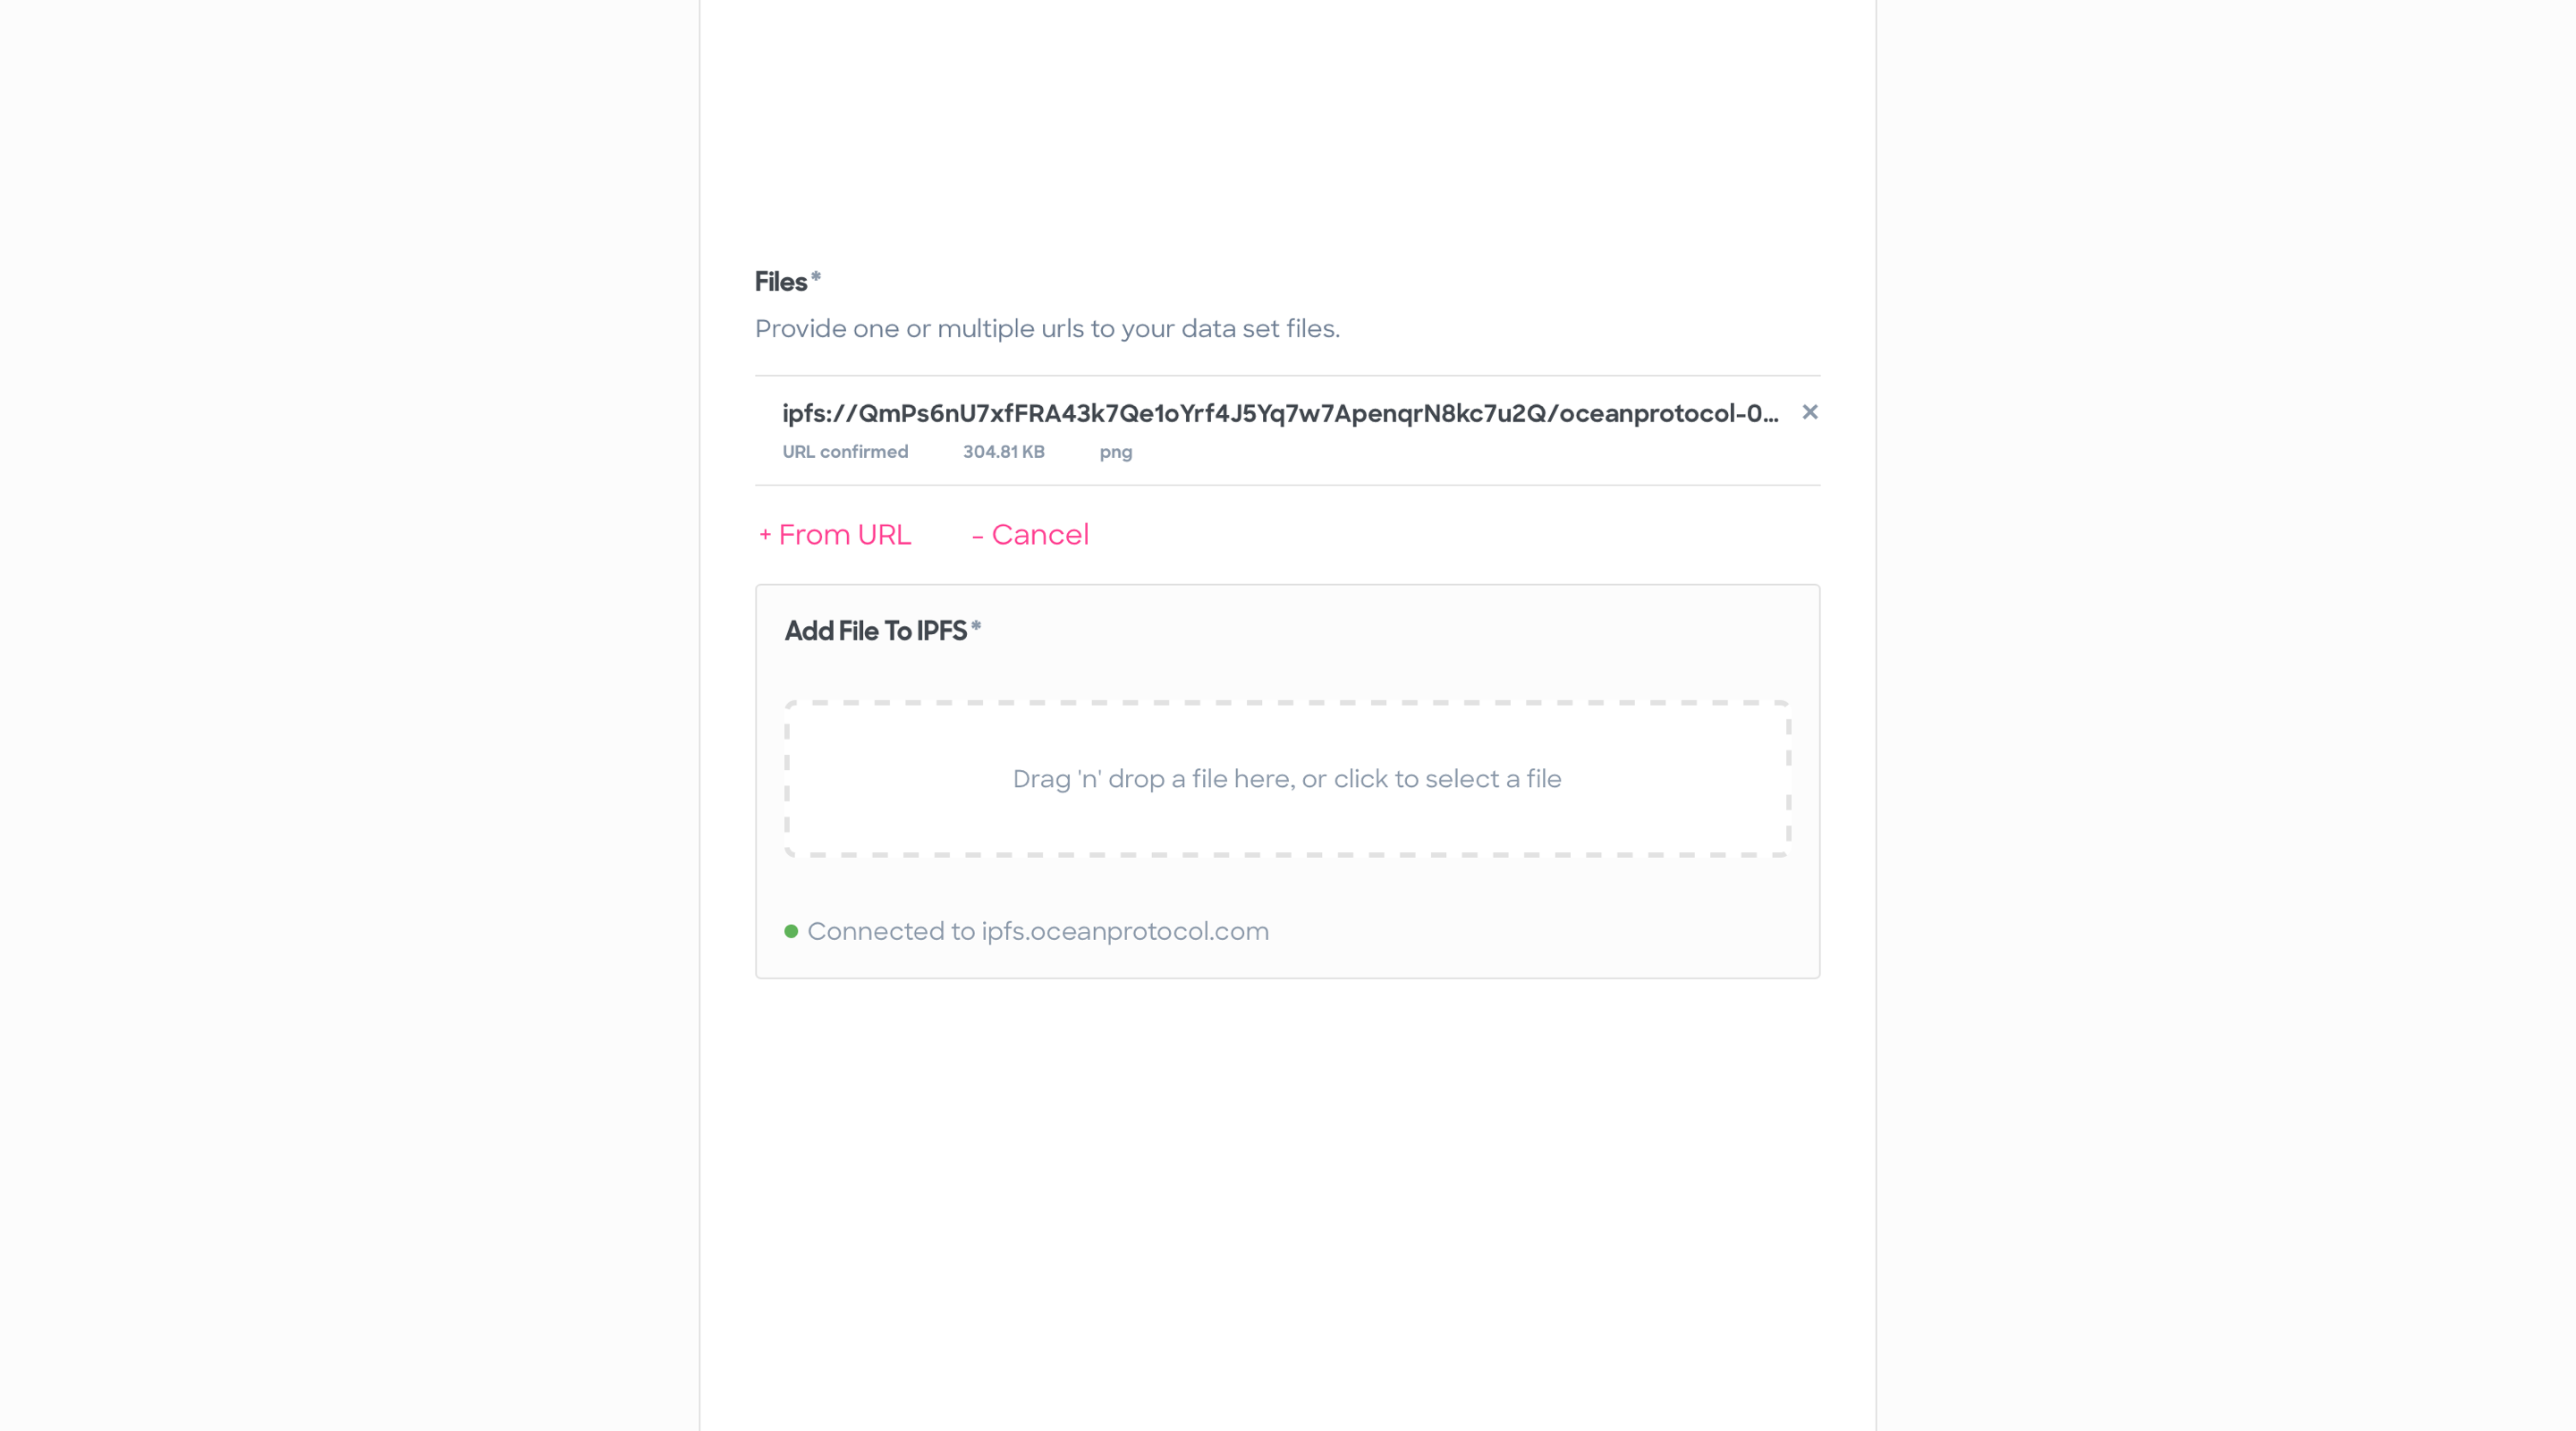 Files*
Provide one or multiple urls to your data set files.
ipfs://QmPs6nU7xfFRA43k7Qe1oYrf4J5Yq7w7ApenqrN8kc7u2Q/oceanprotocol-0...
URL confirmed 304.81 KB png
+ From URL - Cancel
Add File To IPFS*
Drag 'n' drop a file here, or click to select a file
Connected to ipfs.oceanprotocol.com